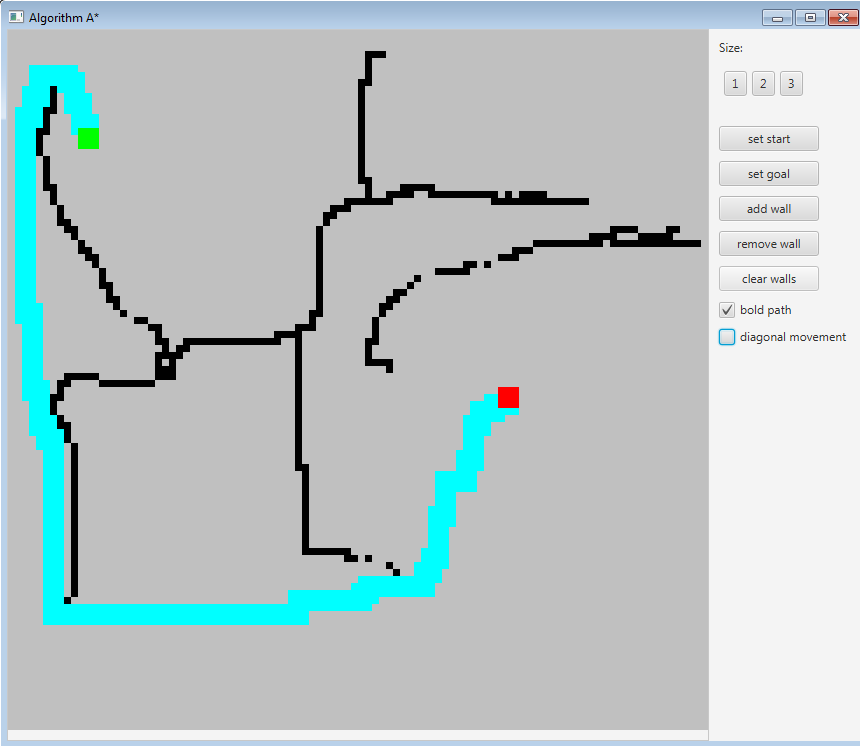 Algorithm A*
Size:
1 2 3
set start
set goal
add wall
remove wall
clear walls
bold path
diagonal movement